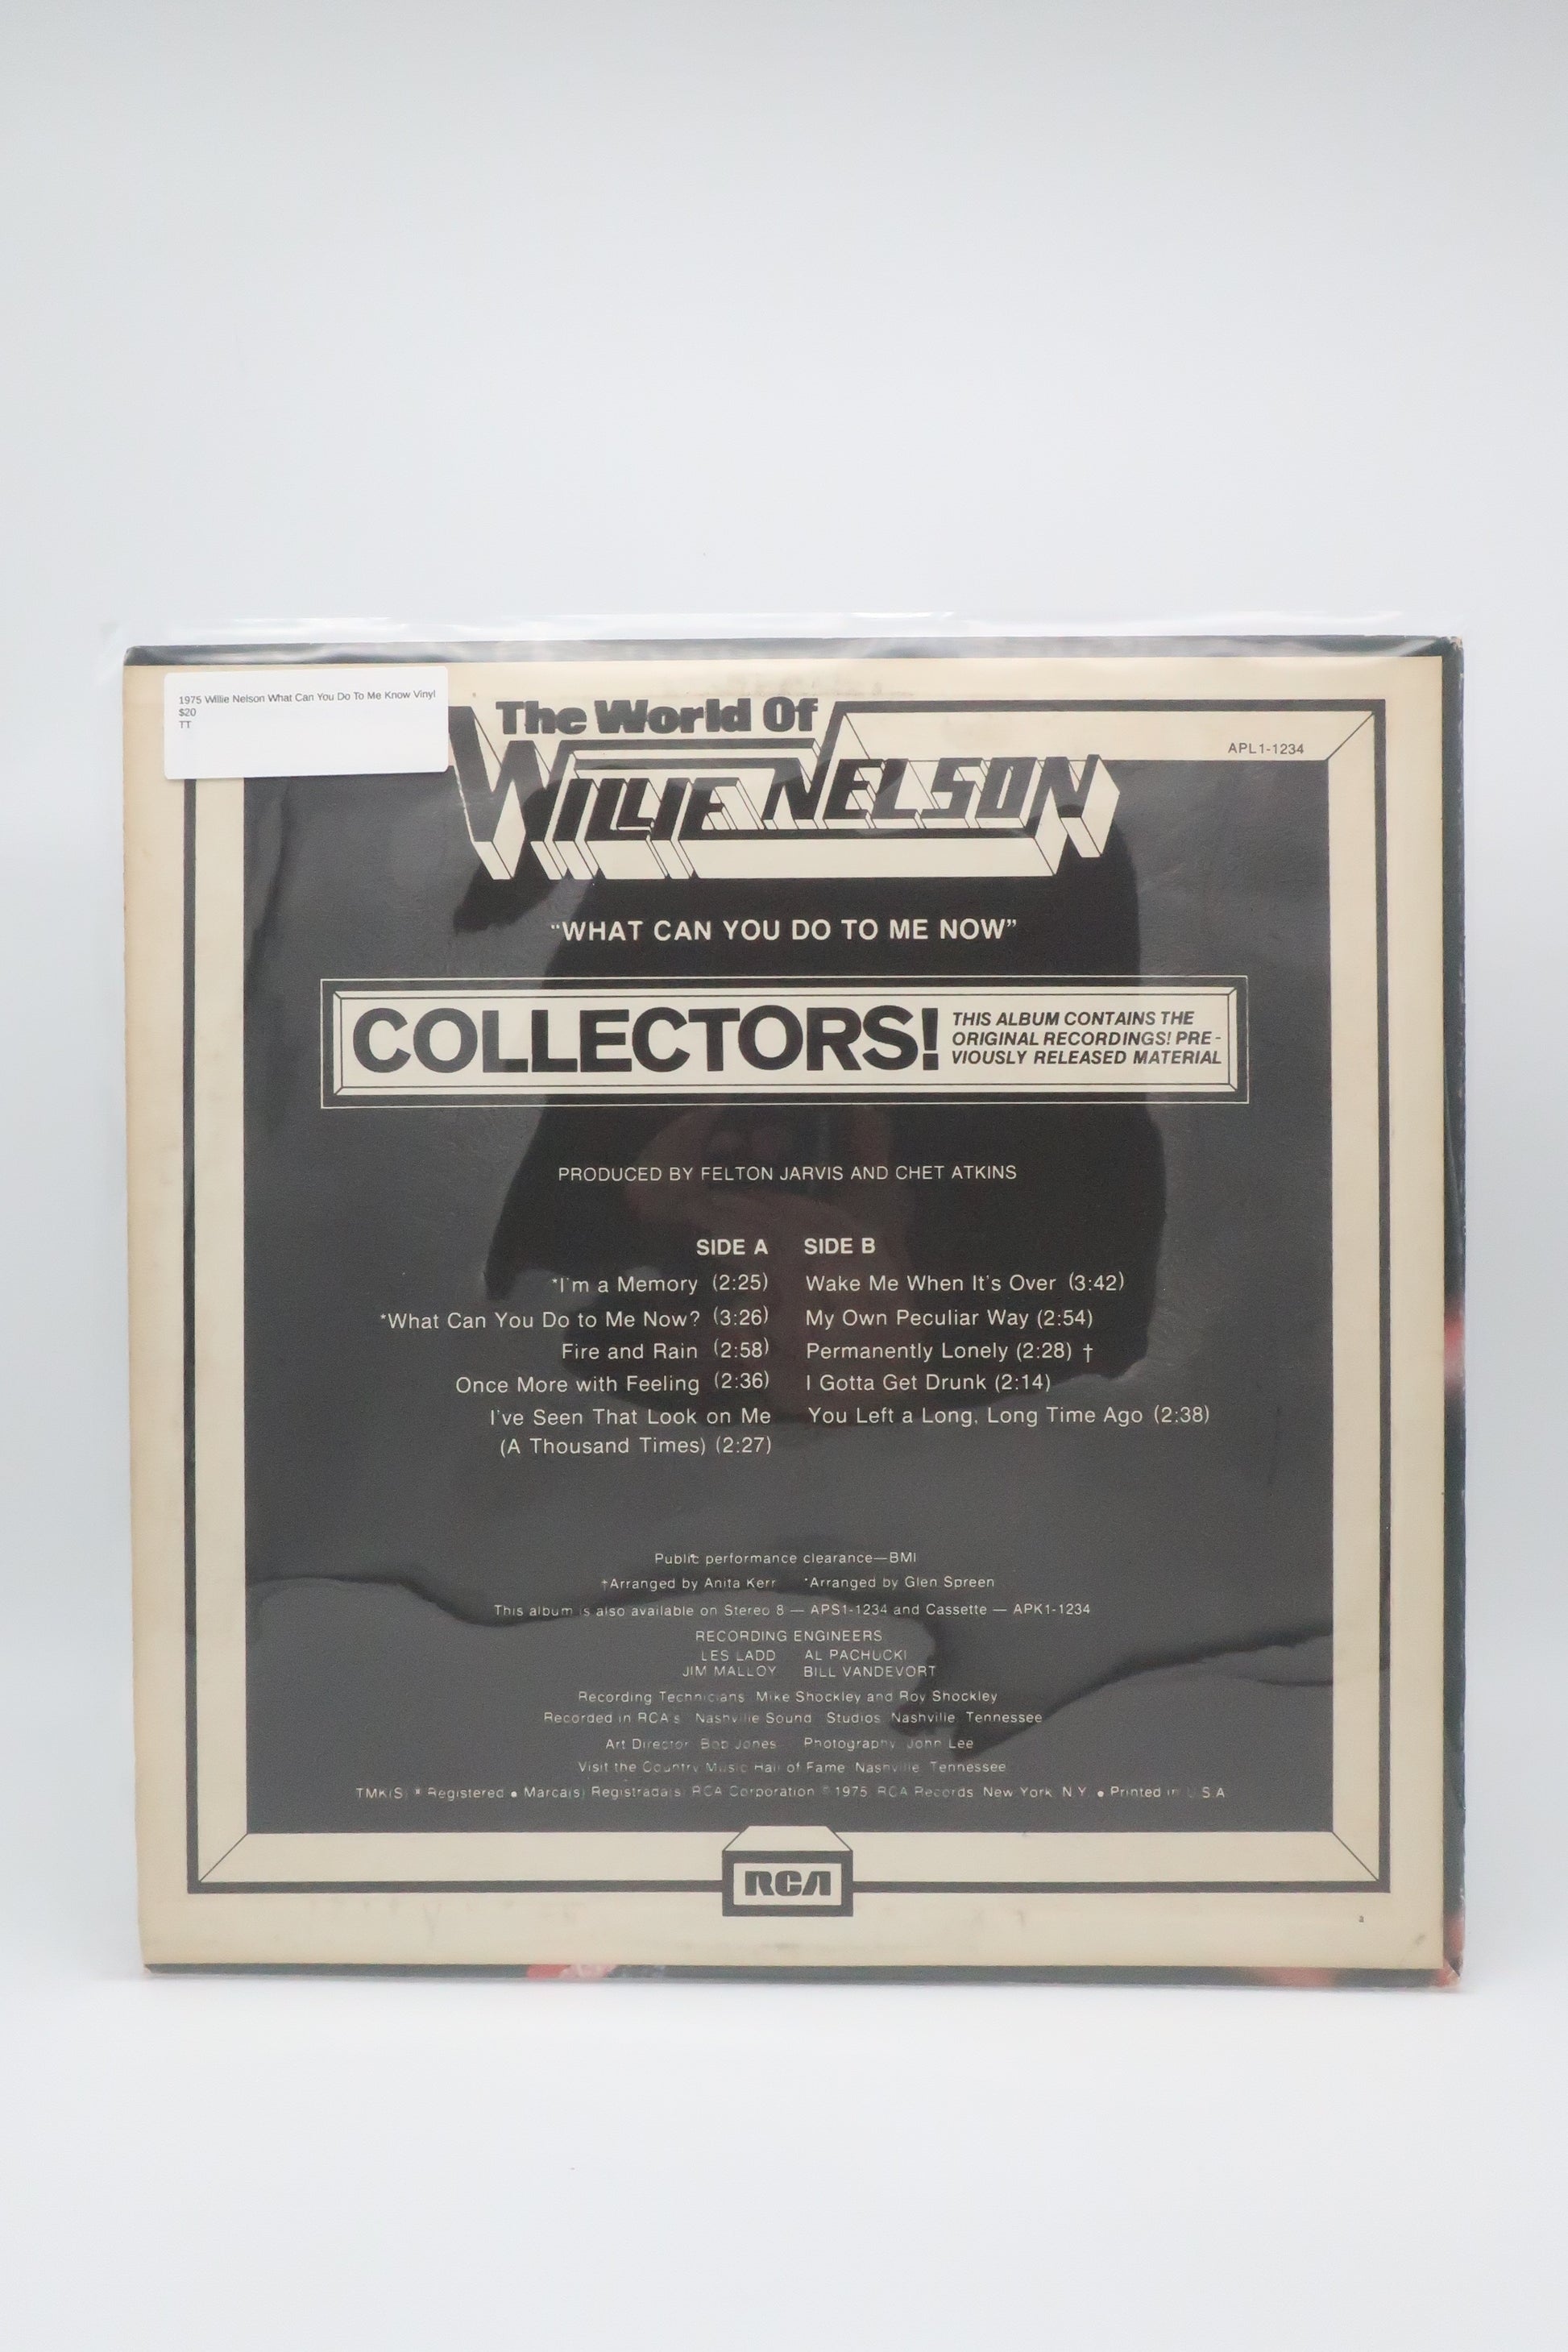 1975 Willie Nelson What Can You Do To Me Know Vinyl
$20
TT
The World Of
WILLIE NELSON
APL1-1234
"WHAT CAN YOU DO TO ME NOW"
COLLECTORS!
THIS ALBUM CONTAINS THE
ORIGINAL RECORDINGS! PRE-
VIOUSLY RELEASED MATERIAL
PRODUCED BY FELTON JARVIS AND CHET ATKINS
SIDE A
*I'm a Memory (2:25)
*What Can You Do to Me Now? (3:26)
Fire and Rain (2:58)
Once More with Feeling (2:36)
I've Seen That Look on Me
(A Thousand Times) (2:27)
SIDE B
Wake Me When It's Over (3:42)
My Own Peculiar Way (2:54)
Permanently Lonely (2:28) †
I Gotta Get Drunk (2:14)
You Left a Long, Long Time Ago (2:38)
Public performance clearance—BMI
†Arranged by Anita Kerr *Arranged by Glen Spreen
This album is also available on Stereo 8 — APS1-1234 and Cassette — APK1-1234
RECORDING ENGINEERS
LES LADD AL PACHUCKI
JIM MALLOY BILL VANDEVORT
Recording Technicians: Mike Shockley and Roy Shockley
Recorded in RCA's "Nashville Sound" Studios, Nashville, Tennessee
Art Director: Bob Jones Photography: John Lee
Visit the Country Music Hall of Fame, Nashville, Tennessee
TMK(S) ® Registered • Marca(s) Registrada(s) RCA Corporation © 1975, RCA Records, New York, N.Y. • Printed in U.S.A.
RCA